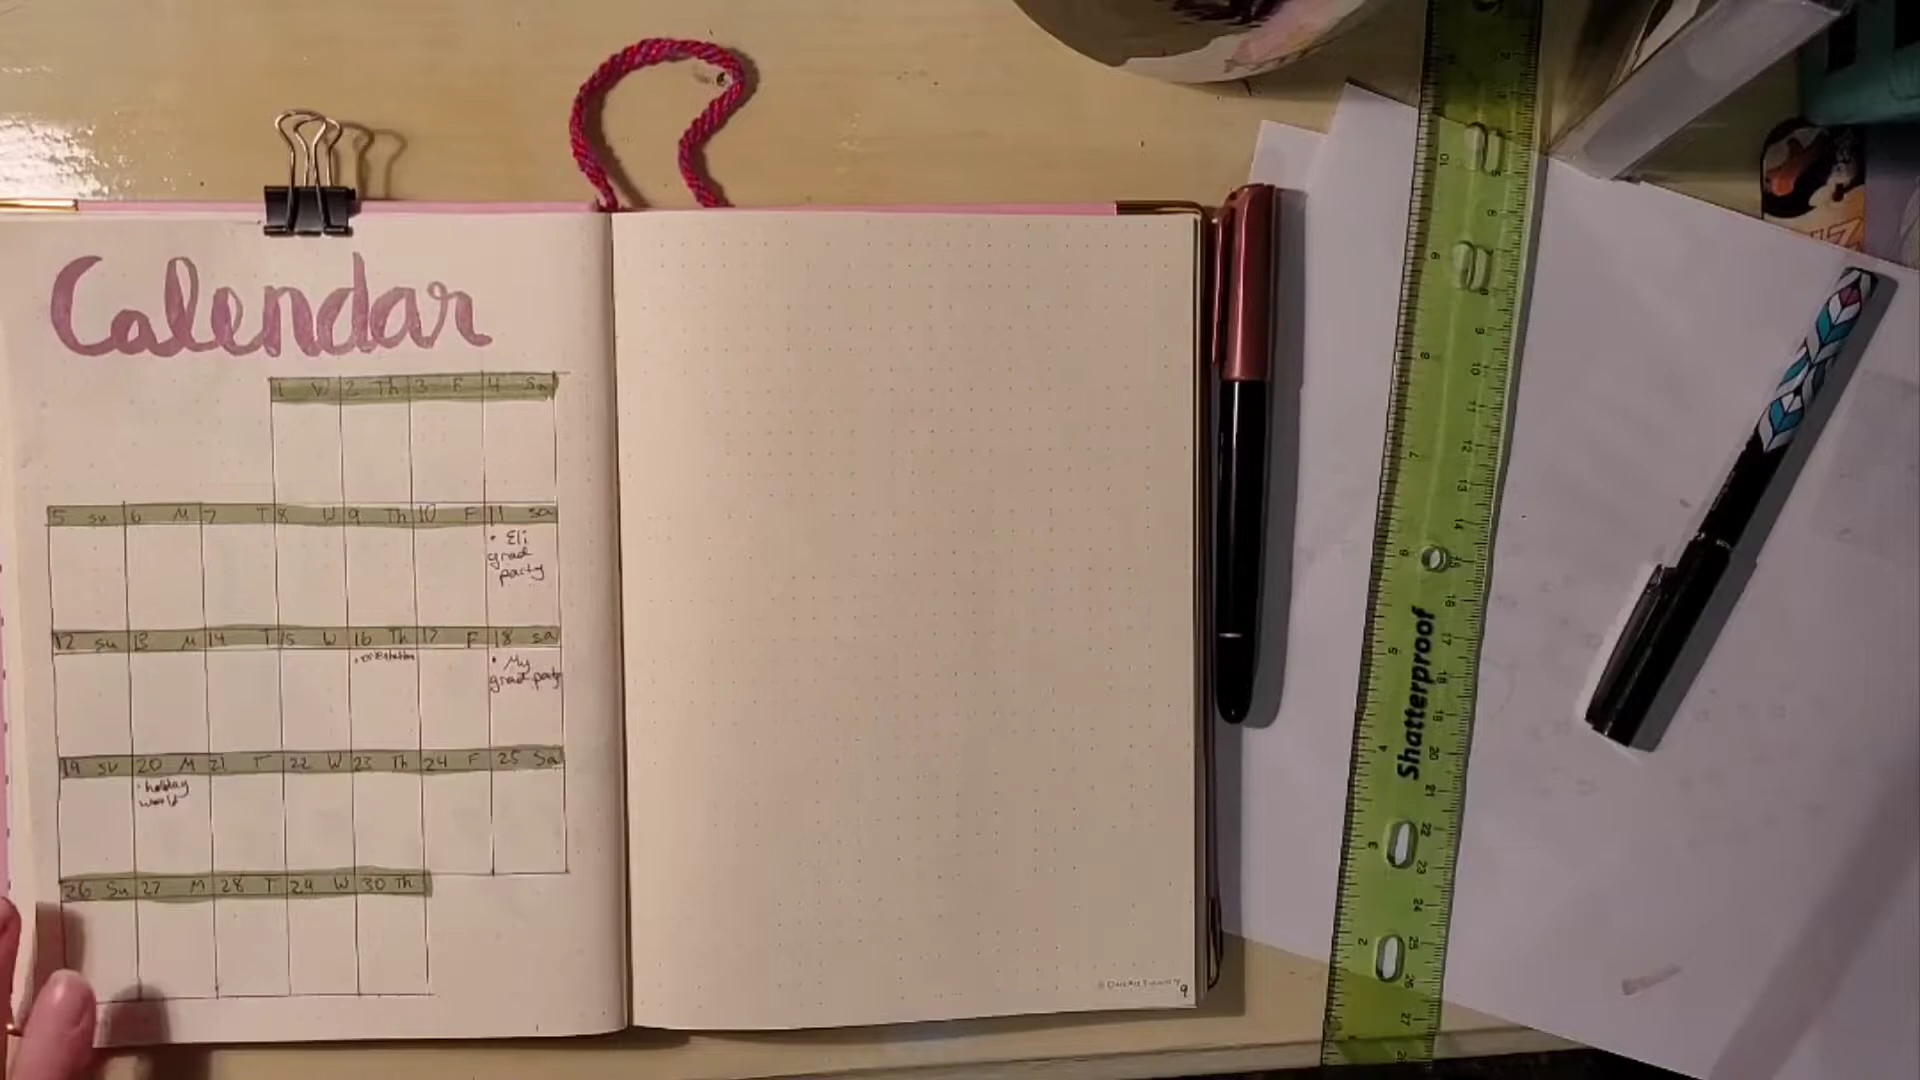 Calendar
1 W 2 Th 3 F 4 Sa
5 Su 6 M 7 T 8 W 9 Th 10 F 11 Sa
• Eli
grad
party
12 Su 13 M 14 T 15 W 16 Th 17 F 18 Sa
• orientation
• My
grad party
19 Su 20 M 21 T 22 W 23 Th 24 F 25 Sa
• holiday
world
26 Su 27 M 28 T 29 W 30 Th
9
Shatterproof